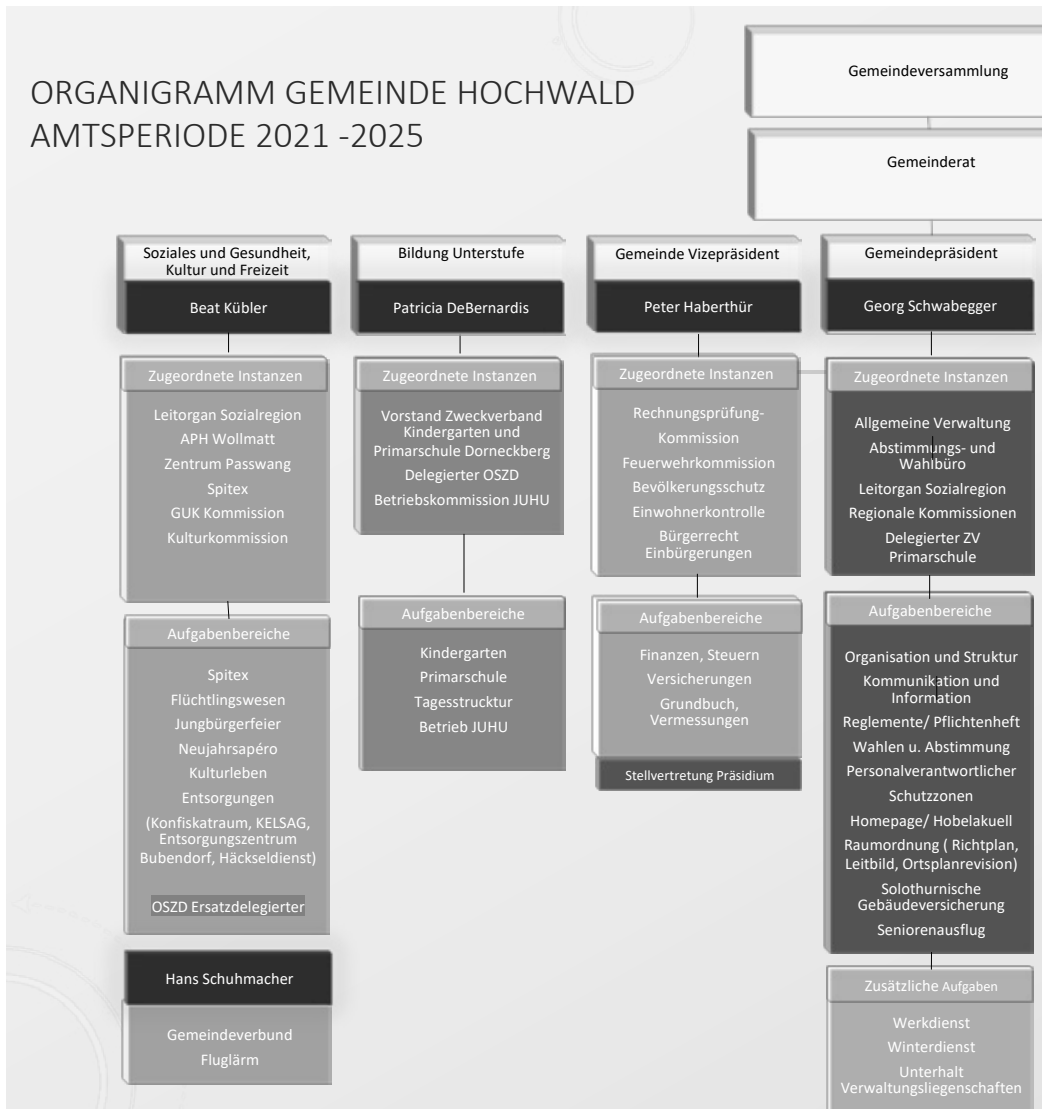 ORGANIGRAMM GEMEINDE HOCHWALD
AMTSPERIODE 2021 -2025
Gemeindeversammlung
Gemeinderat
Soziales und Gesundheit,
Kultur und Freizeit
Beat Kübler
Zugeordnete Instanzen
Leitorgan Sozialregion
APH Wollmatt
Zentrum Passwang
Spitex
GUK Kommission
Kulturkommission
Aufgabenbereiche
Spitex
Flüchtlingswesen
Jungbürgerfeier
Neujahrsapéro
Kulturleben
Entsorgungen
(Konfiskatraum, KELSAG,
Entsorgungszentrum
Bubendorf, Häckseldienst)
OSZD Ersatzdelegierter
Hans Schuhmacher
Gemeindeverbund
Fluglärm
Bildung Unterstufe
Patricia DeBernardis
Zugeordnete Instanzen
Vorstand Zweckverband
Kindergarten und
Primarschule Dorneckberg
Delegierter OSZD
Betriebskommission JUHU
Aufgabenbereiche
Kindergarten
Primarschule
Tagesstrucktur
Betrieb JUHU
Gemeinde Vizepräsident
Peter Haberthür
Zugeordnete Instanzen
Rechnungsprüfung-
Kommission
Feuerwehrkommission
Bevölkerungsschutz
Einwohnerkontrolle
Bürgerrecht
Einbürgerungen
Aufgabenbereiche
Finanzen, Steuern
Versicherungen
Grundbuch,
Vermessungen
Stellvertretung Präsidium
Gemeindepräsident
Georg Schwabegger
Zugeordnete Instanzen
Allgemeine Verwaltung
Abstimmungs- und
Wahlbüro
Leitorgan Sozialregion
Regionale Kommissionen
Delegierter ZV
Primarschule
Aufgabenbereiche
Organisation und Struktur
Kommunikation und
Information
Reglemente/ Pflichtenheft
Wahlen u. Abstimmung
Personalverantwortlicher
Schutzzonen
Homepage/ Hobelakuell
Raumordnung ( Richtplan,
Leitbild, Ortsplanrevision)
Solothurnische
Gebäudeversicherung
Seniorenausflug
Zusätzliche Aufgaben
Werkdienst
Winterdienst
Unterhalt
Verwaltungsliegenschaften